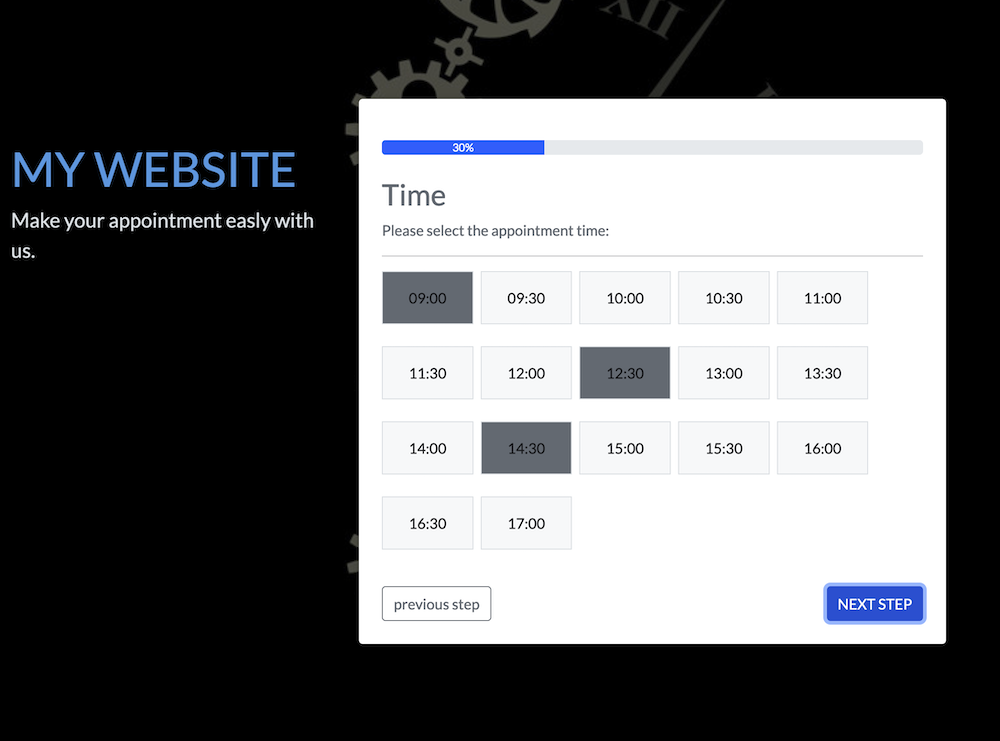 XII
30%
MY WEBSITE
Time
Make your appointment easly with
us.
Please select the appointment time:
09:00 09:30 10:00 10:30 11:00
11:30 12:00 12:30 13:00 13:30
14:00 14:30 15:00 15:30 16:00
16:30 17:00
previous step NEXT STEP